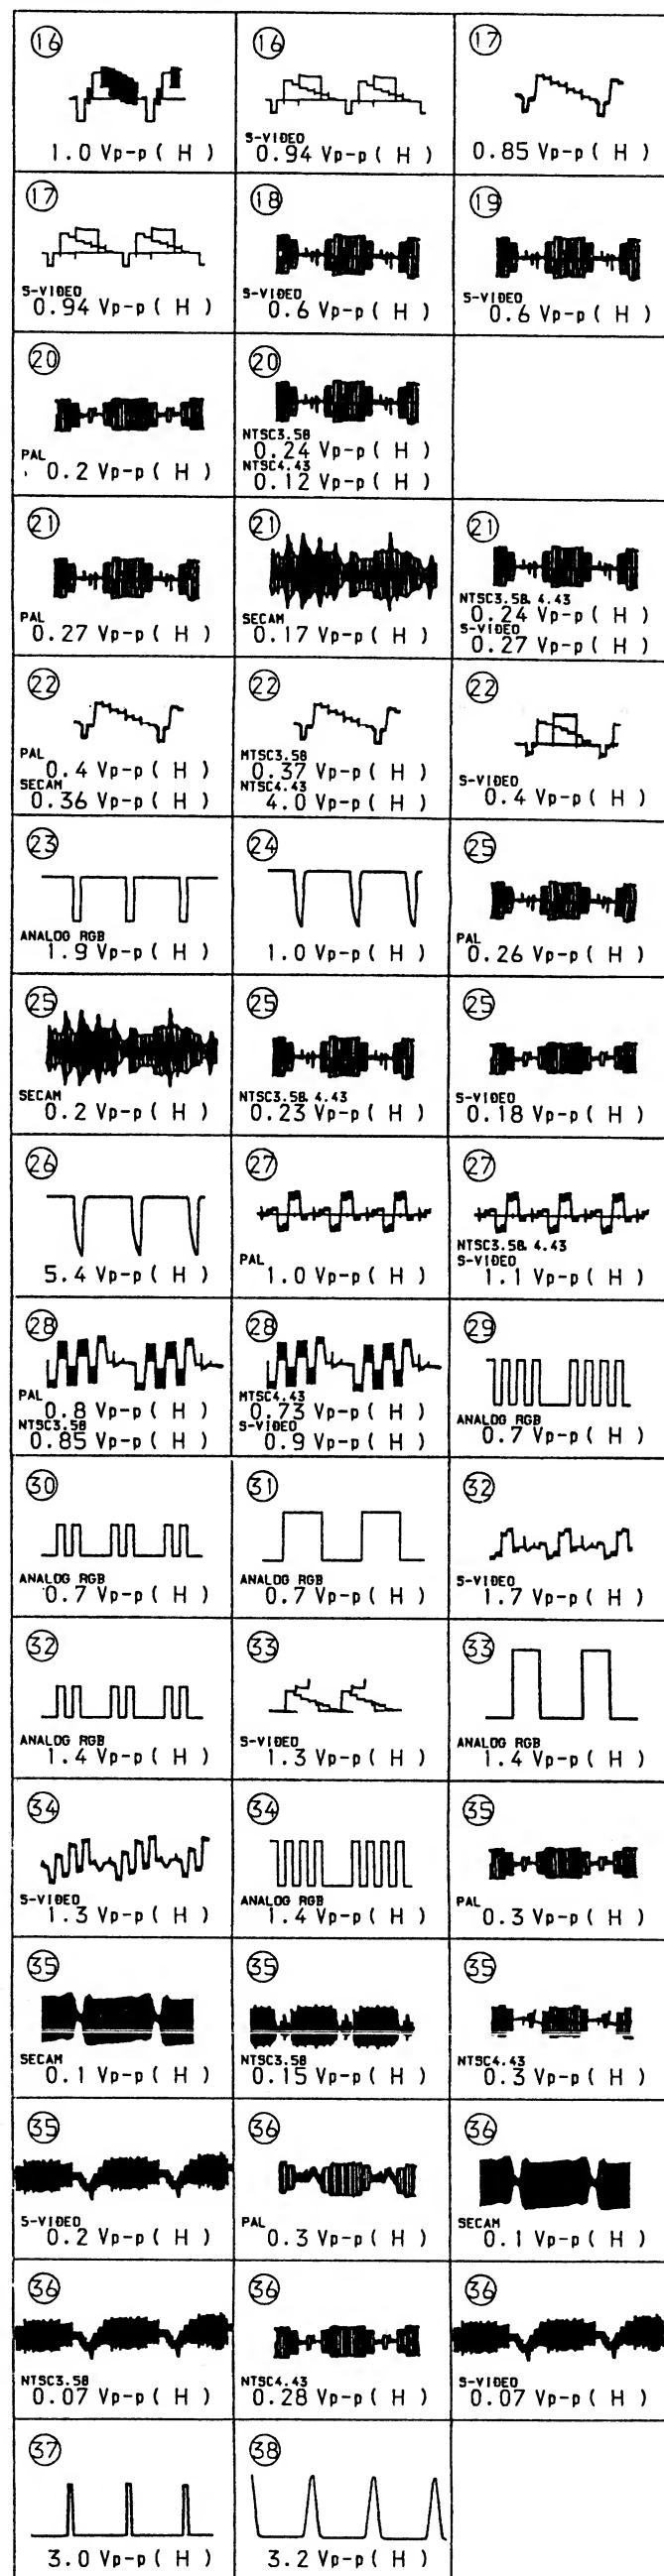 16
1.0 Vp-p ( H )
16
S-VIDEO
0.94 Vp-p ( H )
17
0.85 Vp-p ( H )
17
S-VIDEO
0.94 Vp-p ( H )
18
S-VIDEO
0.6 Vp-p ( H )
19
S-VIDEO
0.6 Vp-p ( H )
20
PAL
0.2 Vp-p ( H )
20
NTSC3.58
0.24 Vp-p ( H )
NTSC4.43
0.12 Vp-p ( H )
21
PAL
0.27 Vp-p ( H )
21
SECAM
0.17 Vp-p ( H )
21
NTSC3.58, 4.43
0.24 Vp-p ( H )
S-VIDEO
0.27 Vp-p ( H )
22
PAL
0.4 Vp-p ( H )
SECAM
0.36 Vp-p ( H )
22
MTSC3.58
0.37 Vp-p ( H )
NTSC4.43
4.0 Vp-p ( H )
22
S-VIDEO
0.4 Vp-p ( H )
23
ANALOG RGB
1.9 Vp-p ( H )
24
1.0 Vp-p ( H )
25
PAL
0.26 Vp-p ( H )
25
SECAM
0.2 Vp-p ( H )
25
NTSC3.58, 4.43
0.23 Vp-p ( H )
25
S-VIDEO
0.18 Vp-p ( H )
26
5.4 Vp-p ( H )
27
PAL
1.0 Vp-p ( H )
27
NTSC3.58, 4.43
S-VIDEO
1.1 Vp-p ( H )
28
PAL
0.8 Vp-p ( H )
NTSC3.58
0.85 Vp-p ( H )
28
MTSC4.43
0.73 Vp-p ( H )
S-VIDEO
0.9 Vp-p ( H )
29
ANALOG RGB
0.7 Vp-p ( H )
30
ANALOG RGB
0.7 Vp-p ( H )
31
ANALOG RGB
0.7 Vp-p ( H )
32
S-VIDEO
1.7 Vp-p ( H )
32
ANALOG RGB
1.4 Vp-p ( H )
33
S-VIDEO
1.3 Vp-p ( H )
33
ANALOG RGB
1.4 Vp-p ( H )
34
S-VIDEO
1.3 Vp-p ( H )
34
ANALOG RGB
1.4 Vp-p ( H )
35
PAL
0.3 Vp-p ( H )
35
SECAM
0.1 Vp-p ( H )
35
NTSC3.58
0.15 Vp-p ( H )
35
NTSC4.43
0.3 Vp-p ( H )
35
S-VIDEO
0.2 Vp-p ( H )
36
PAL
0.3 Vp-p ( H )
36
SECAM
0.1 Vp-p ( H )
36
NTSC3.58
0.07 Vp-p ( H )
36
NTSC4.43
0.28 Vp-p ( H )
36
S-VIDEO
0.07 Vp-p ( H )
37
3.0 Vp-p ( H )
38
3.2 Vp-p ( H )